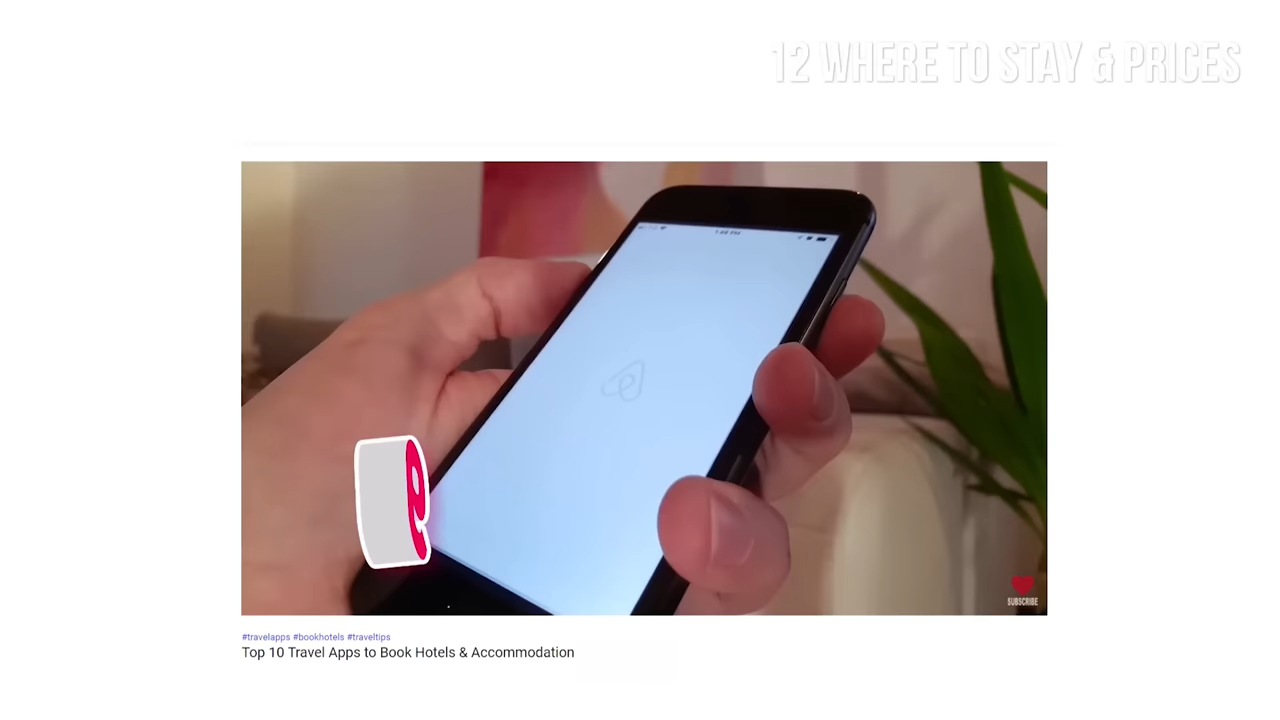 12 WHERE TO STAY & PRICES
SUBSCRIBE
#travelapps #bookhotels #traveltips
Top 10 Travel Apps to Book Hotels & Accommodation